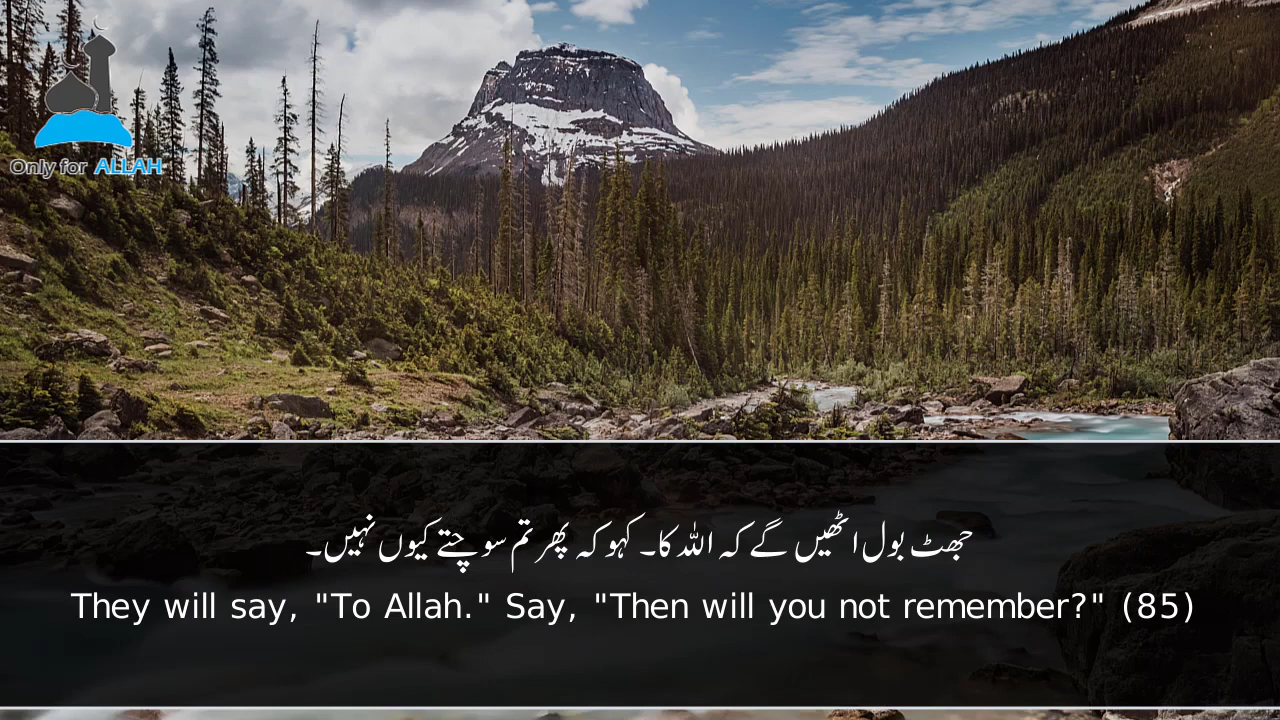 Only for ALLAH
جھٹ بول اٹھیں گے کہ اللہ کا۔ کہو کہ پھر تم سوچتے کیوں نہیں۔
They will say, "To Allah." Say, "Then will you not remember?" (85)